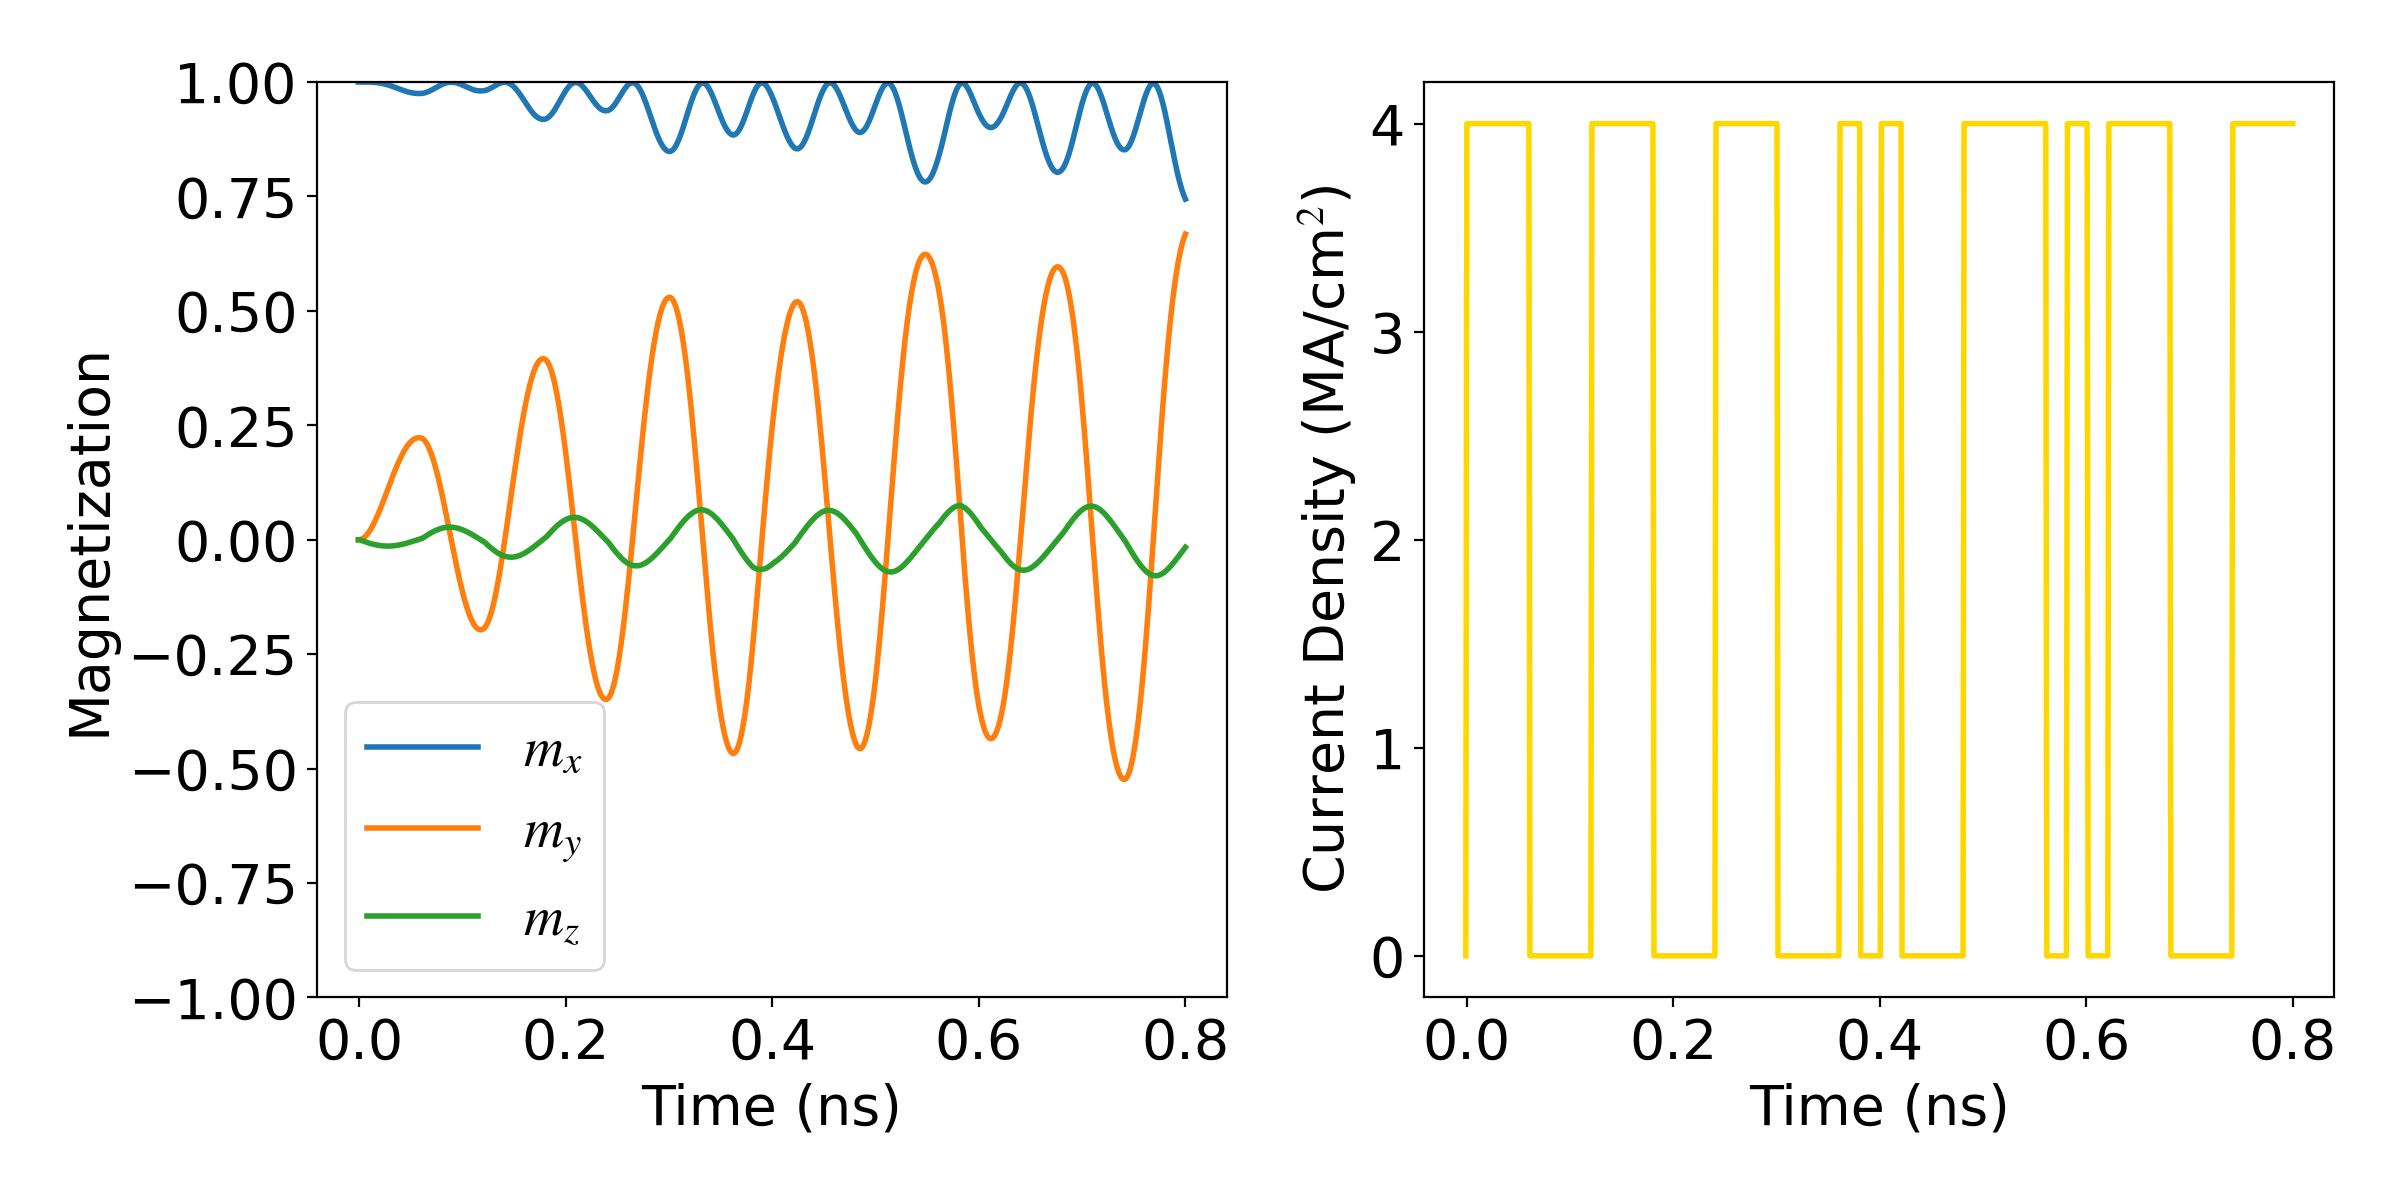 1.00
0.75
0.50
0.25
0.00
−0.25
−0.50
−0.75
−1.00
Magnetization
m_x
m_y
m_z
0.0 0.2 0.4 0.6 0.8
Time (ns)
4
3
2
1
0
Current Density (MA/cm²)
0.0 0.2 0.4 0.6 0.8
Time (ns)